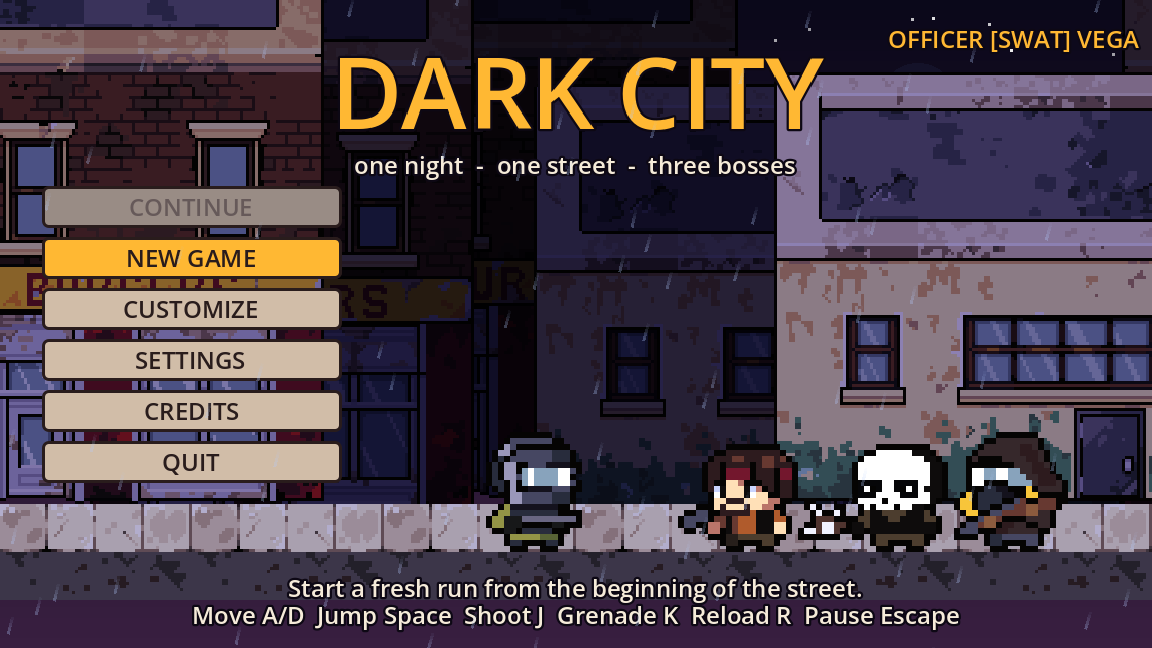 OFFICER [SWAT] VEGA
DARK CITY
one night - one street - three bosses
CONTINUE
NEW GAME
CUSTOMIZE
SETTINGS
CREDITS
QUIT
Start a fresh run from the beginning of the street.
Move A/D Jump Space Shoot J Grenade K Reload R Pause Escape